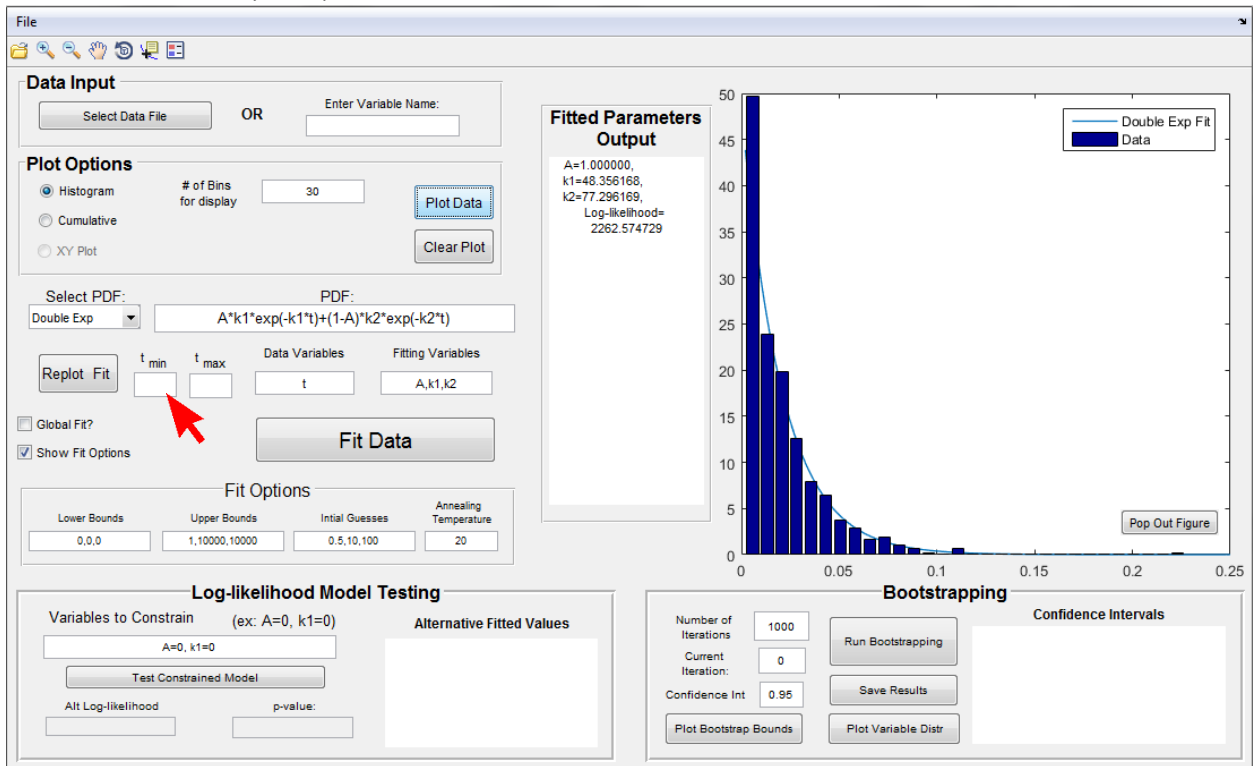 File
Data Input
Select Data File
OR
Enter Variable Name:
Plot Options
Histogram
# of Bins
for display
30
Plot Data
Cumulative
XY Plot
Clear Plot
Select PDF:
PDF:
Double Exp
A*k1*exp(-k1*t)+(1-A)*k2*exp(-k2*t)
Replot Fit
t min
t max
Data Variables
Fitting Variables
t
A,k1,k2
Global Fit?
Show Fit Options
Fit Data
Fit Options
Lower Bounds
Upper Bounds
Intial Guesses
Annealing
Temperature
0,0,0
1,10000,10000
0.5,10,100
20
Fitted Parameters
Output
A=1.000000,
k1=48.356168,
k2=77.296169,
Log-likelihood=
2262.574729
50
45
40
35
30
25
20
15
10
5
0
0
0.05
0.1
0.15
0.2
0.25
Double Exp Fit
Data
Pop Out Figure
Log-likelihood Model Testing
Variables to Constrain
(ex: A=0, k1=0)
Alternative Fitted Values
A=0, k1=0
Test Constrained Model
Alt Log-likelihood
p-value:
Bootstrapping
Number of
Iterations
1000
Run Bootstrapping
Confidence Intervals
Current
Iteration:
0
Confidence Int
0.95
Save Results
Plot Bootstrap Bounds
Plot Variable Distr